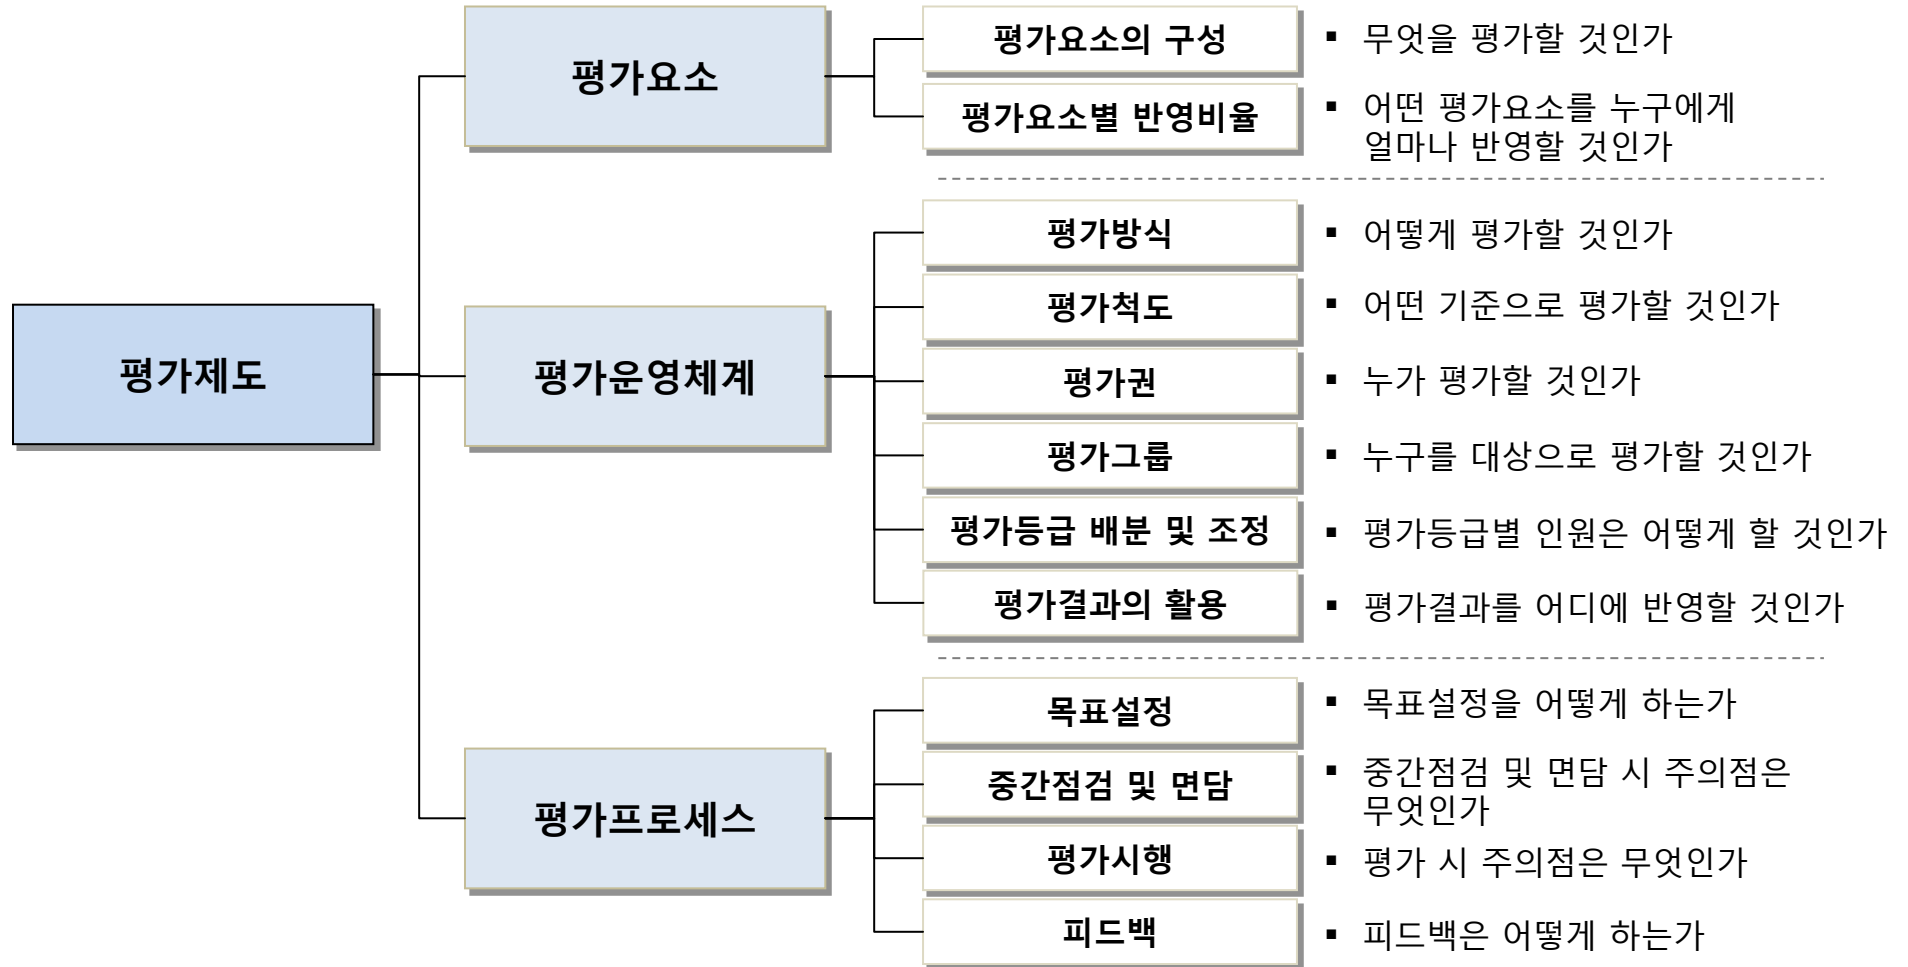 평가제도
평가요소
평가요소의 구성
무엇을 평가할 것인가
평가요소별 반영비율
어떤 평가요소를 누구에게
얼마나 반영할 것인가
평가운영체계
평가방식
어떻게 평가할 것인가
평가척도
어떤 기준으로 평가할 것인가
평가권
누가 평가할 것인가
평가그룹
누구를 대상으로 평가할 것인가
평가등급 배분 및 조정
평가등급별 인원은 어떻게 할 것인가
평가결과의 활용
평가결과를 어디에 반영할 것인가
평가프로세스
목표설정
목표설정을 어떻게 하는가
중간점검 및 면담
중간점검 및 면담 시 주의점은
무엇인가
평가시행
평가 시 주의점은 무엇인가
피드백
피드백은 어떻게 하는가